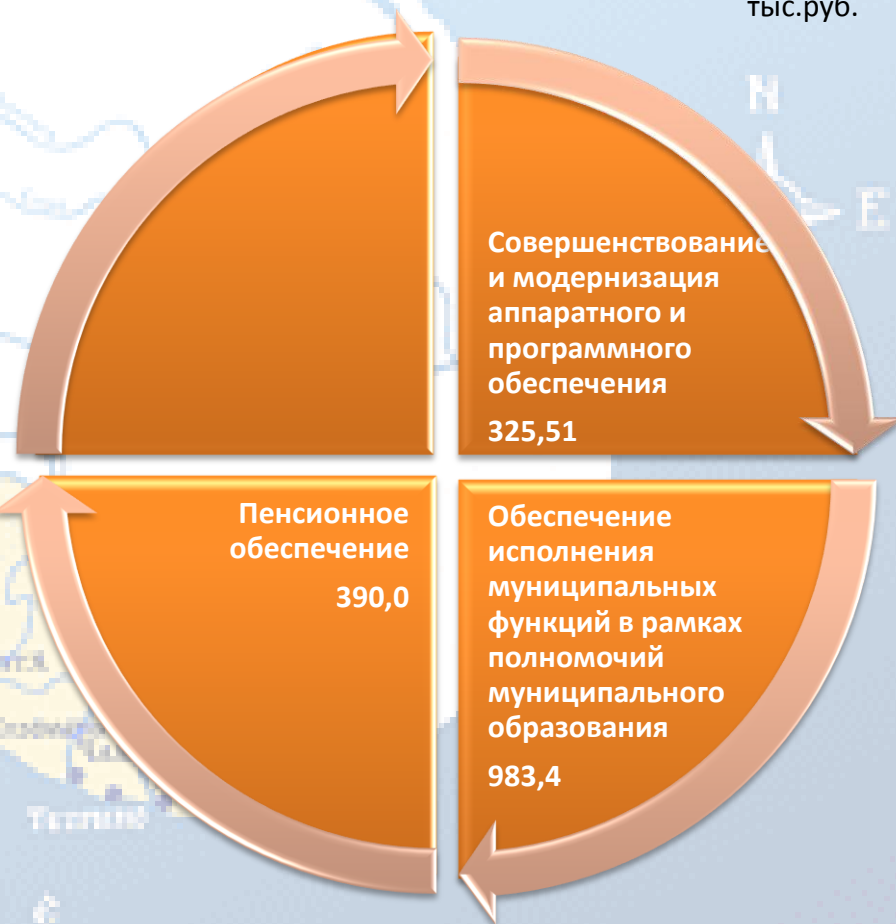 тыс.руб.
N
E
Совершенствование
и модернизация
аппаратного и
программного
обеспечения
325,51
Пенсионное
обеспечение
390,0
Обеспечение
исполнения
муниципальных
функций в рамках
полномочий
муниципального
образования
983,4